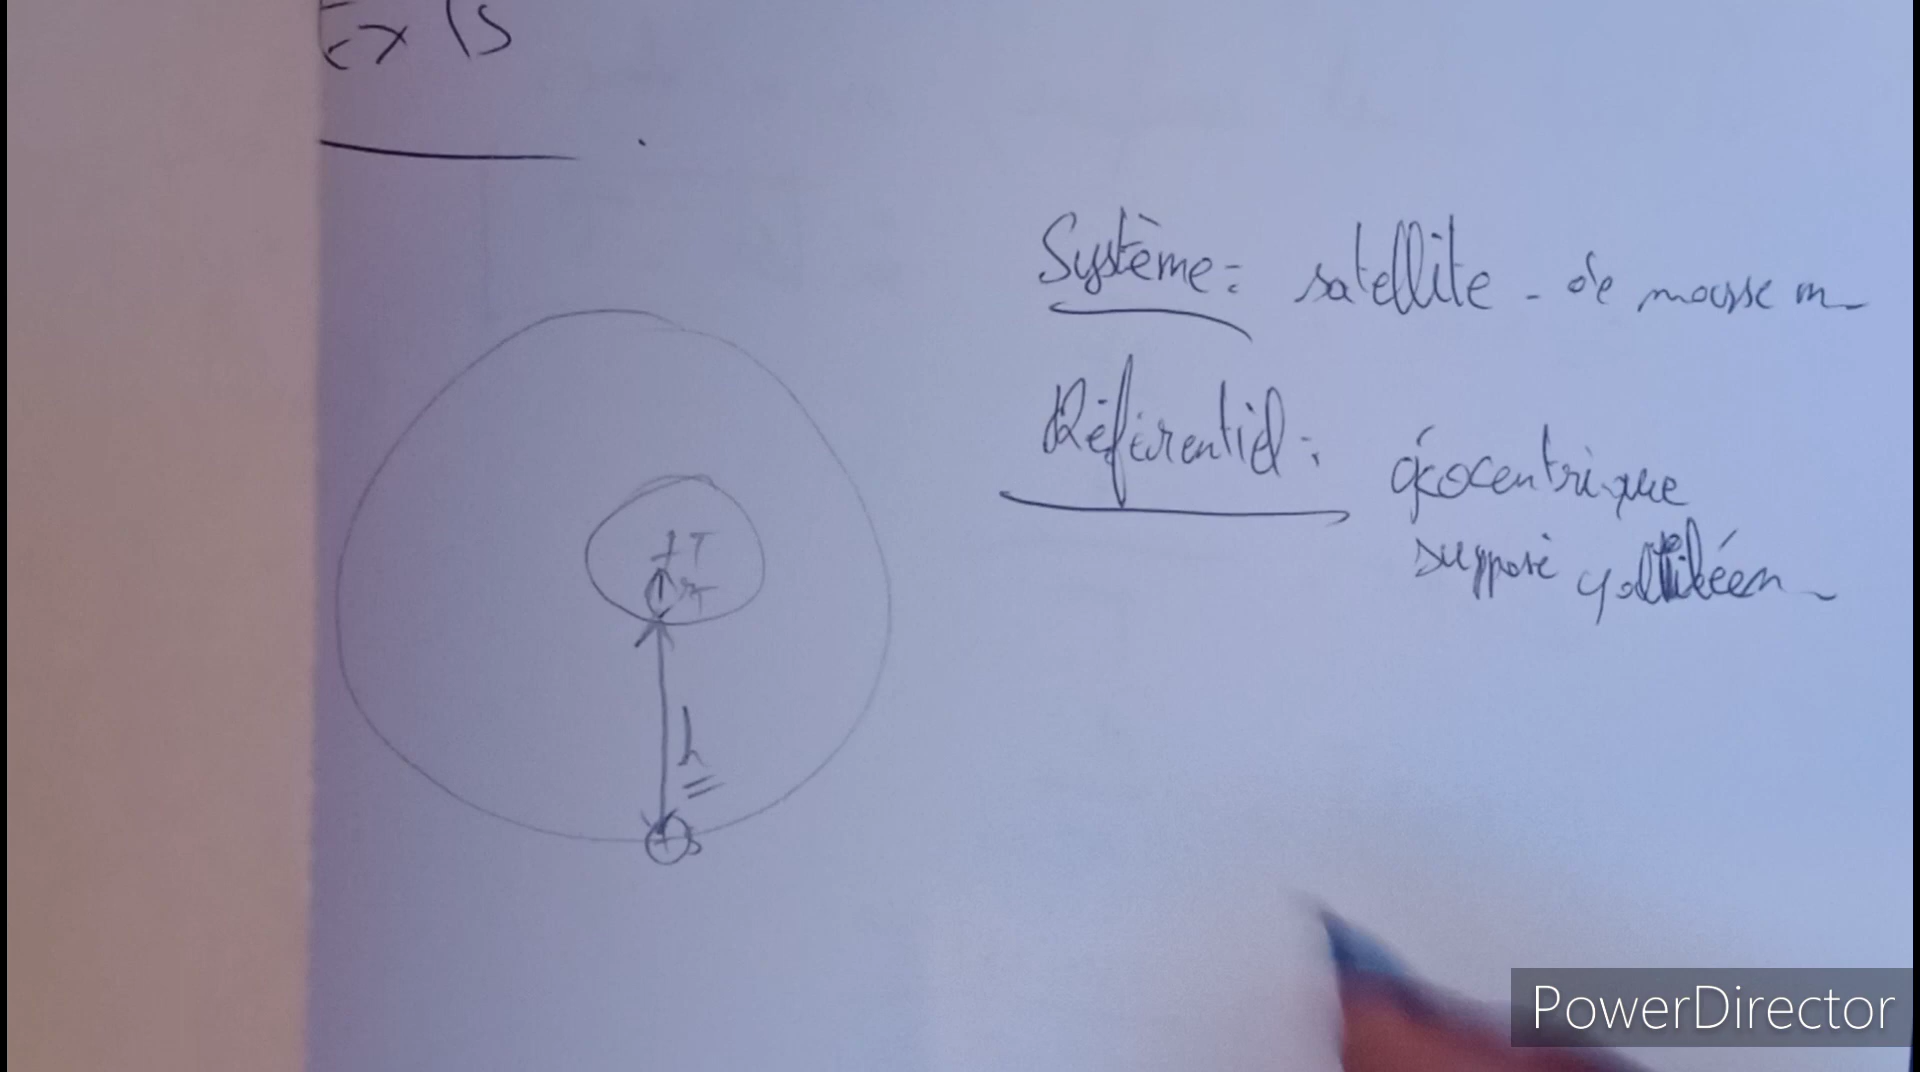 Ex 15
Système : satellite - de masse m
Référentiel : géocentrique
supposé galiléen
T
h
S
PowerDirector